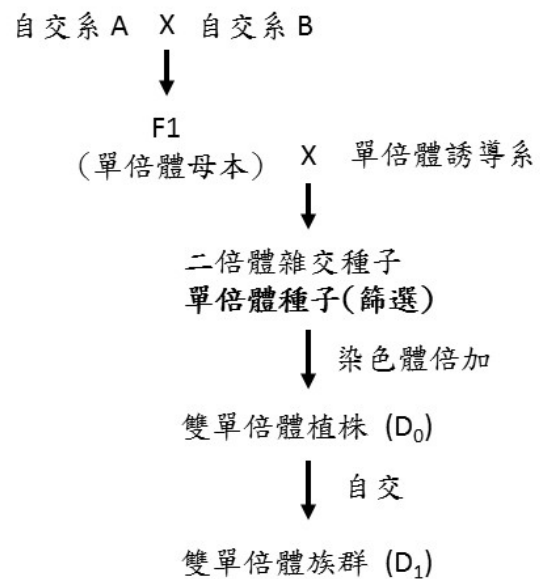 自交系 A X 自交系 B
F1
(單倍體母本) X 單倍體誘導系
二倍體雜交種子
單倍體種子(篩選)
染色體倍加
雙單倍體植株 (D₀)
自交
雙單倍體族群 (D₁)